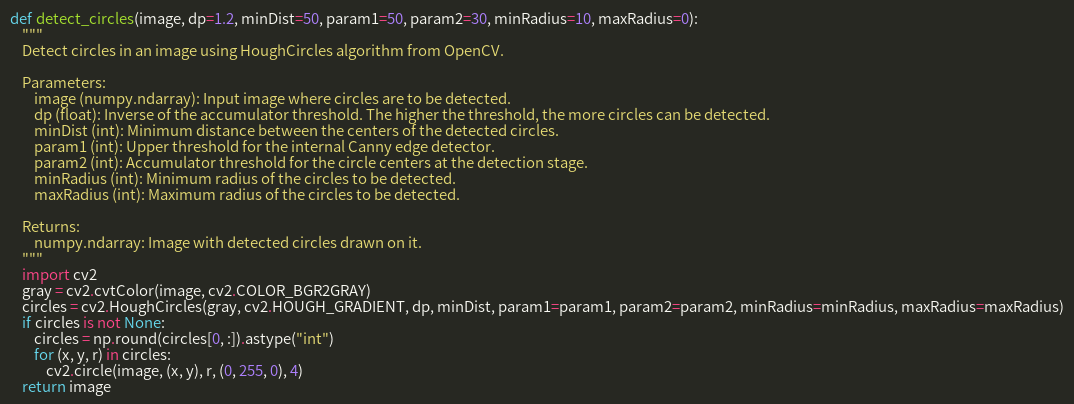 def detect_circles(image, dp=1.2, minDist=50, param1=50, param2=30, minRadius=10, maxRadius=0):
"""
Detect circles in an image using HoughCircles algorithm from OpenCV.
Parameters:
image (numpy.ndarray): Input image where circles are to be detected.
dp (float): Inverse of the accumulator threshold. The higher the threshold, the more circles can be detected.
minDist (int): Minimum distance between the centers of the detected circles.
param1 (int): Upper threshold for the internal Canny edge detector.
param2 (int): Accumulator threshold for the circle centers at the detection stage.
minRadius (int): Minimum radius of the circles to be detected.
maxRadius (int): Maximum radius of the circles to be detected.
Returns:
numpy.ndarray: Image with detected circles drawn on it.
"""
import cv2
gray = cv2.cvtColor(image, cv2.COLOR_BGR2GRAY)
circles = cv2.HoughCircles(gray, cv2.HOUGH_GRADIENT, dp, minDist, param1=param1, param2=param2, minRadius=minRadius, maxRadius=maxRadius)
if circles is not None:
circles = np.round(circles[0, :]).astype("int")
for (x, y, r) in circles:
cv2.circle(image, (x, y), r, (0, 255, 0), 4)
return image